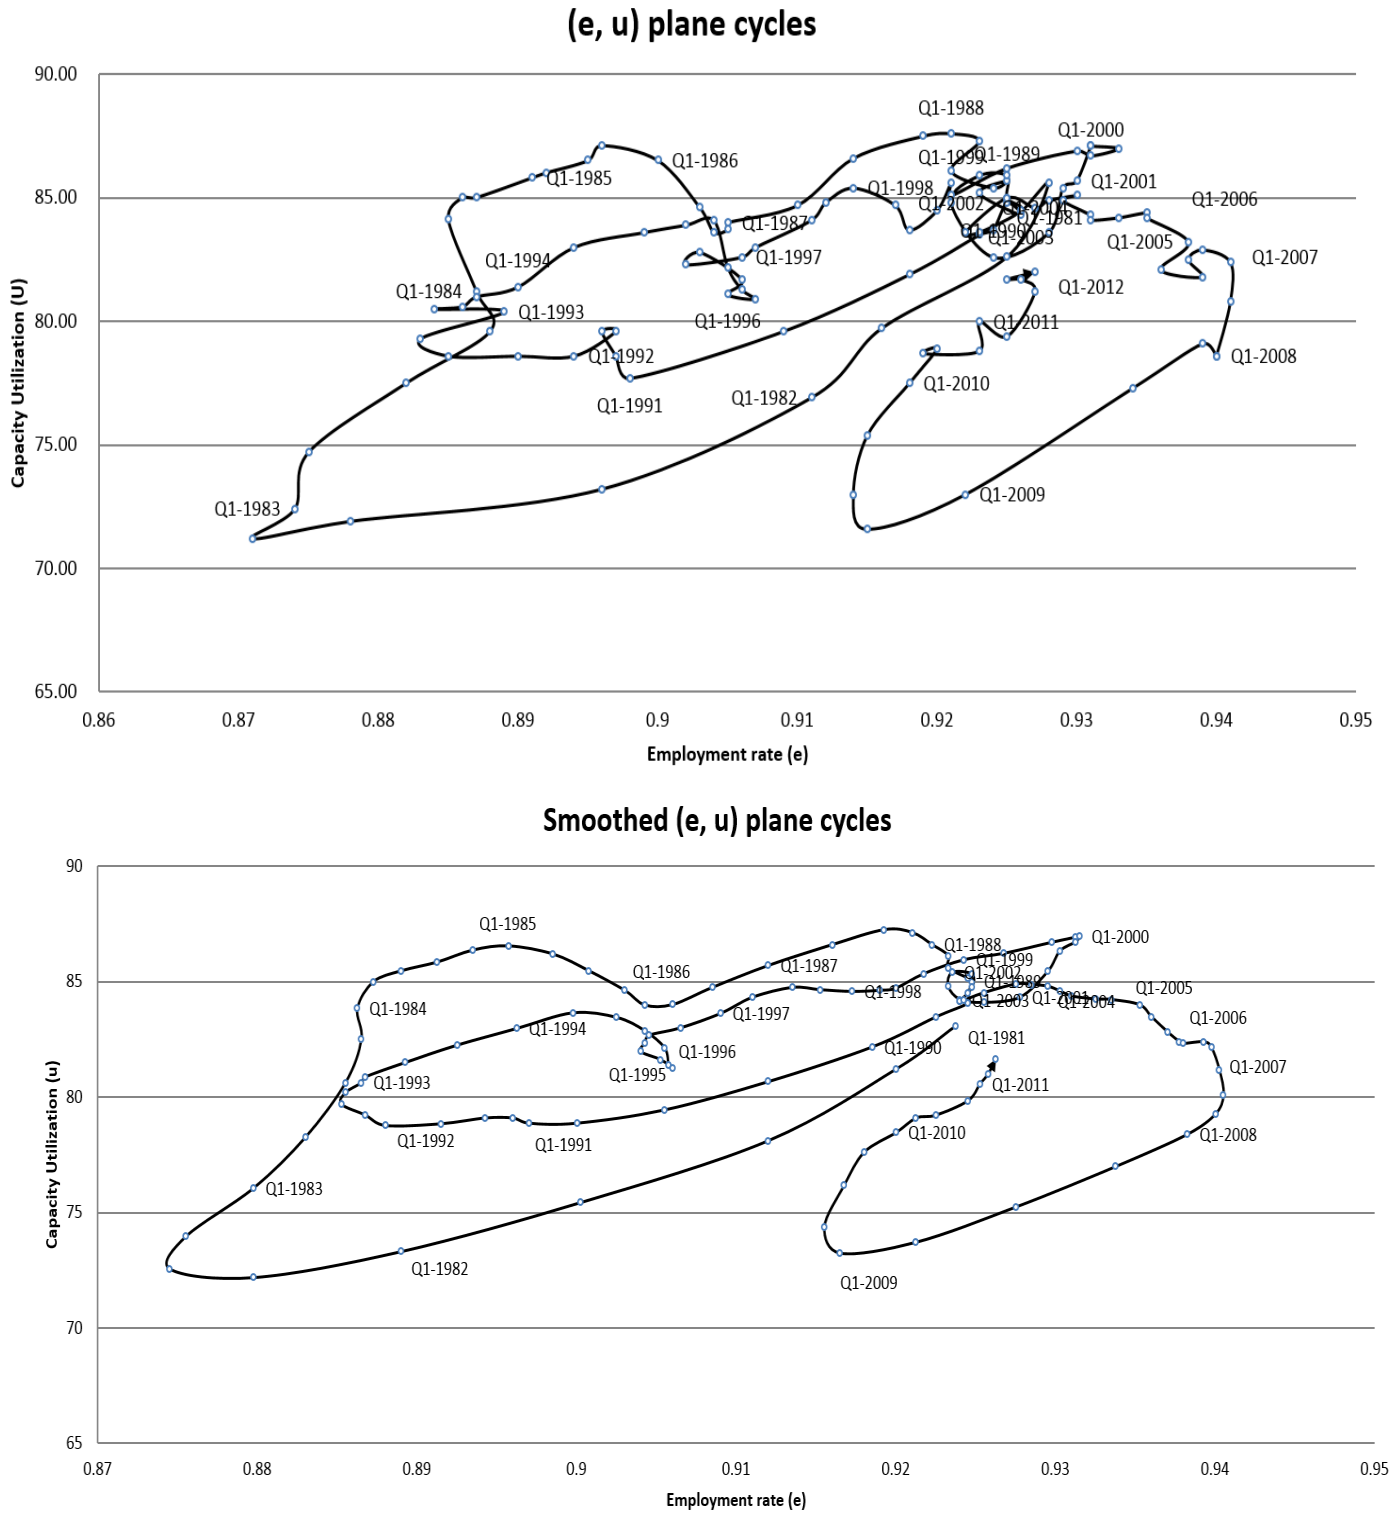 (e, u) plane cycles
90.00
Q1-1988
Q1-2000
Q1-1999
Q1-1989
Q1-1986
Q1-1985
Q1-2001
Q1-1998
85.00
Q1-2006
Q1-2002
Q1-2004
Q1-1981
Q1-1987
Q1-1990
Q1-2003
Q1-2005
Q1-1994
Q1-1997
Q1-2007
Q1-1984
Q1-2012
Q1-1993
80.00
Q1-1996
Q1-2011
Q1-1992
Q1-2008
Q1-2010
Q1-1991
Q1-1982
75.00
Q1-1983
Q1-2009
70.00
65.00
Capacity Utilization (U)
0.86 0.87 0.88 0.89 0.9 0.91 0.92 0.93 0.94 0.95
Employment rate (e)
Smoothed (e, u) plane cycles
90
Q1-1985
Q1-2000
Q1-1988
Q1-1999
Q1-1987
Q1-1986
Q1-2002
85
Q1-1989
Q1-1998
Q1-2005
Q1-2003
Q1-2001
Q1-2004
Q1-1984
Q1-1997
Q1-2006
Q1-1994
Q1-1981
Q1-1990
Q1-1996
Q1-1995
Q1-2007
Q1-1993
Q1-2011
80
Q1-1992
Q1-1991
Q1-2010
Q1-2008
Q1-1983
75
Q1-1982
Q1-2009
70
65
Capacity Utilization (u)
0.87 0.88 0.89 0.9 0.91 0.92 0.93 0.94 0.95
Employment rate (e)